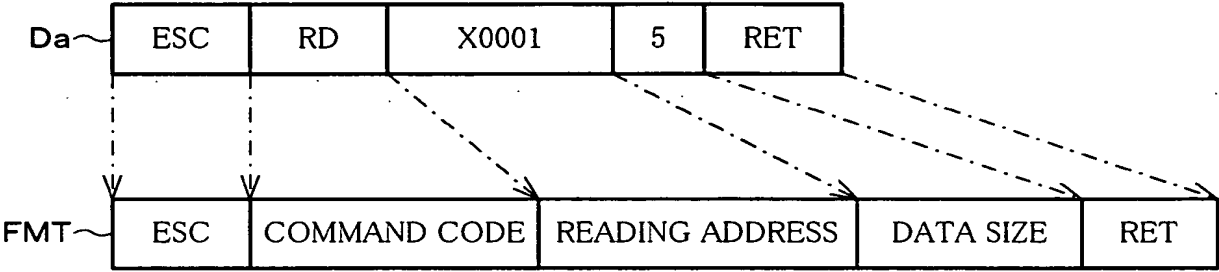 Da ESC RD X0001 5 RET
FMT ESC COMMAND CODE READING ADDRESS DATA SIZE RET